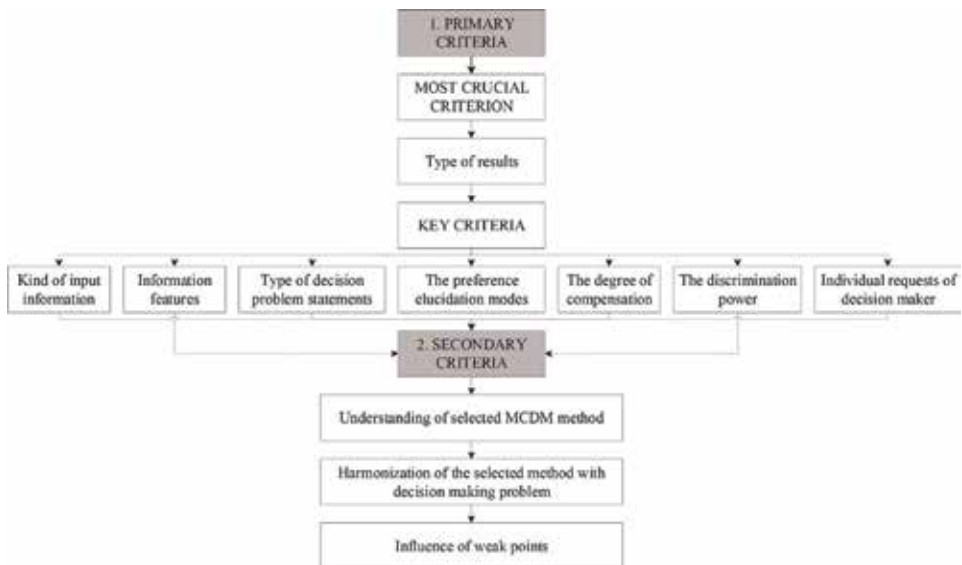 1. PRIMARY
CRITERIA
MOST CRUCIAL
CRITERION
Type of results
KEY CRITERIA
Kind of input
information
Information
features
Type of decision
problem statements
The preference
elucidation modes
The degree of
compensation
The discrimination
power
Individual requests of
decision maker
2. SECONDARY
CRITERIA
Understanding of selected MCDM method
Harmonization of the selected method with
decision making problem
Influence of weak points